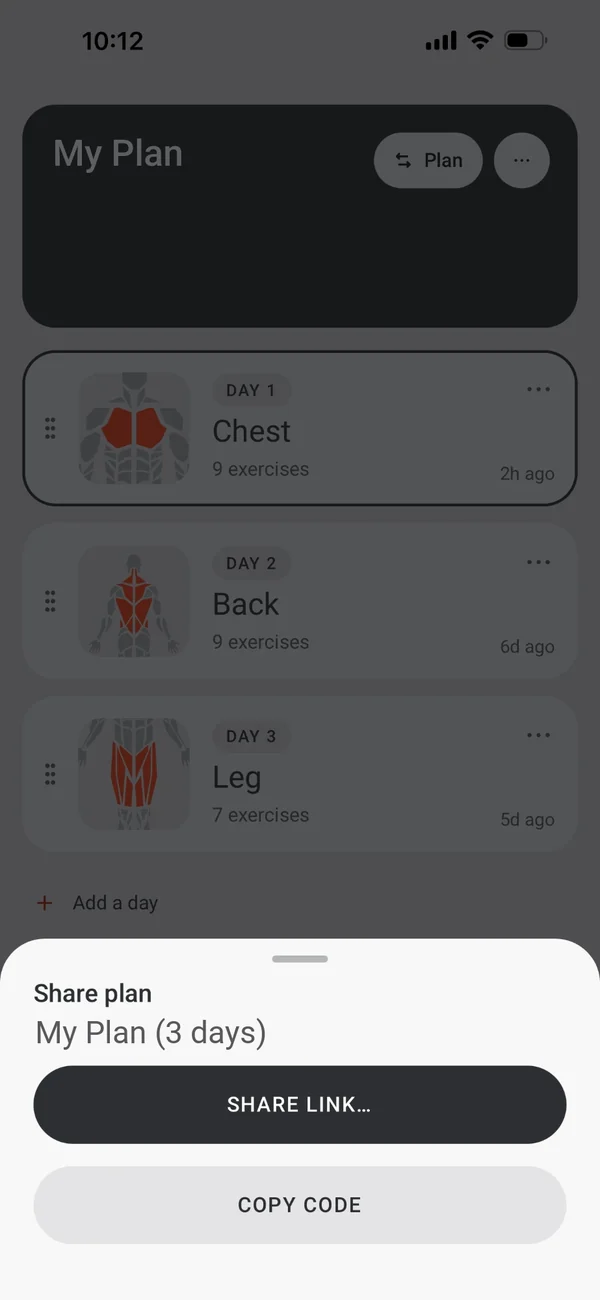 10:12
My Plan
Plan
DAY 1
Chest
9 exercises
2h ago
DAY 2
Back
9 exercises
6d ago
DAY 3
Leg
7 exercises
5d ago
+ Add a day
Share plan
My Plan (3 days)
SHARE LINK…
COPY CODE